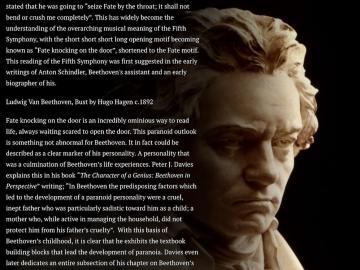 stated that he was going to "seize Fate by the throat; it shall not
bend or crush me completely". This has widely become the
understanding of the overarching musical meaning of the Fifth
Symphony, with the short short short long opening motif becoming
known as "Fate knocking on the door", shortened to the Fate motif.
This reading of the Fifth Symphony was first suggested in the early
writings of Anton Schindler, Beethoven's assistant and an early
biographer of his.
Ludwig Van Beethoven, Bust by Hugo Hagen c.1892
Fate knocking on the door is an incredibly ominous way to read
life, always waiting scared to open the door. This paranoid outlook
is something not abnormal for Beethoven. It in fact could be
described as a clear marker of his personality. A personality that
was a culmination of Beethoven's life experiences. Peter J. Davies
explains this in his book "The Character of a Genius: Beethoven in
Perspective" writing; "In Beethoven the predisposing factors which
led to the development of a paranoid personality were a cruel,
inept father who was particularly sadistic toward him as a child; a
mother who, while active in managing the household, did not
protect him from his father's cruelty". With this basis of
Beethoven's childhood, it is clear that he exhibits the textbook
building blocks that lead the development of paranoia. Davies even
later dedicates an entire subsection of his chapter on Beethoven's